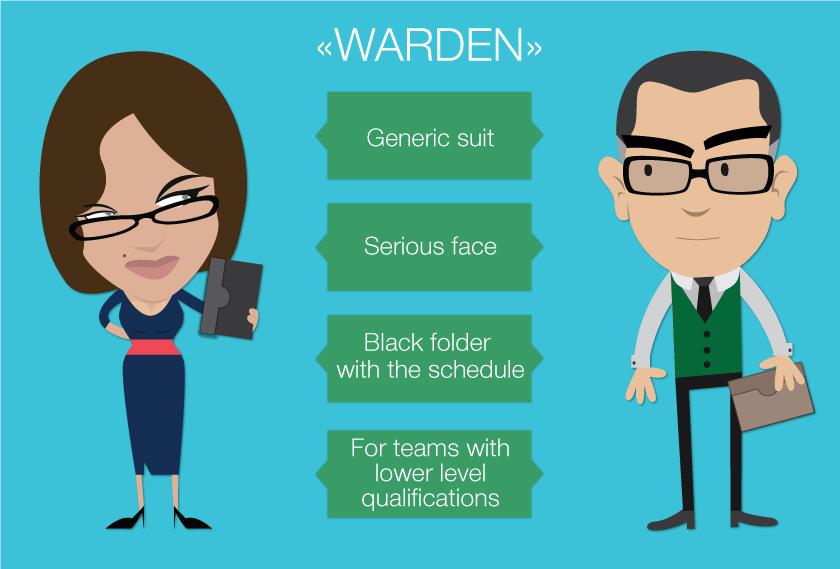 «WARDEN»
Generic suit
Serious face
Black folder
with the schedule
For teams with
lower level
qualifications